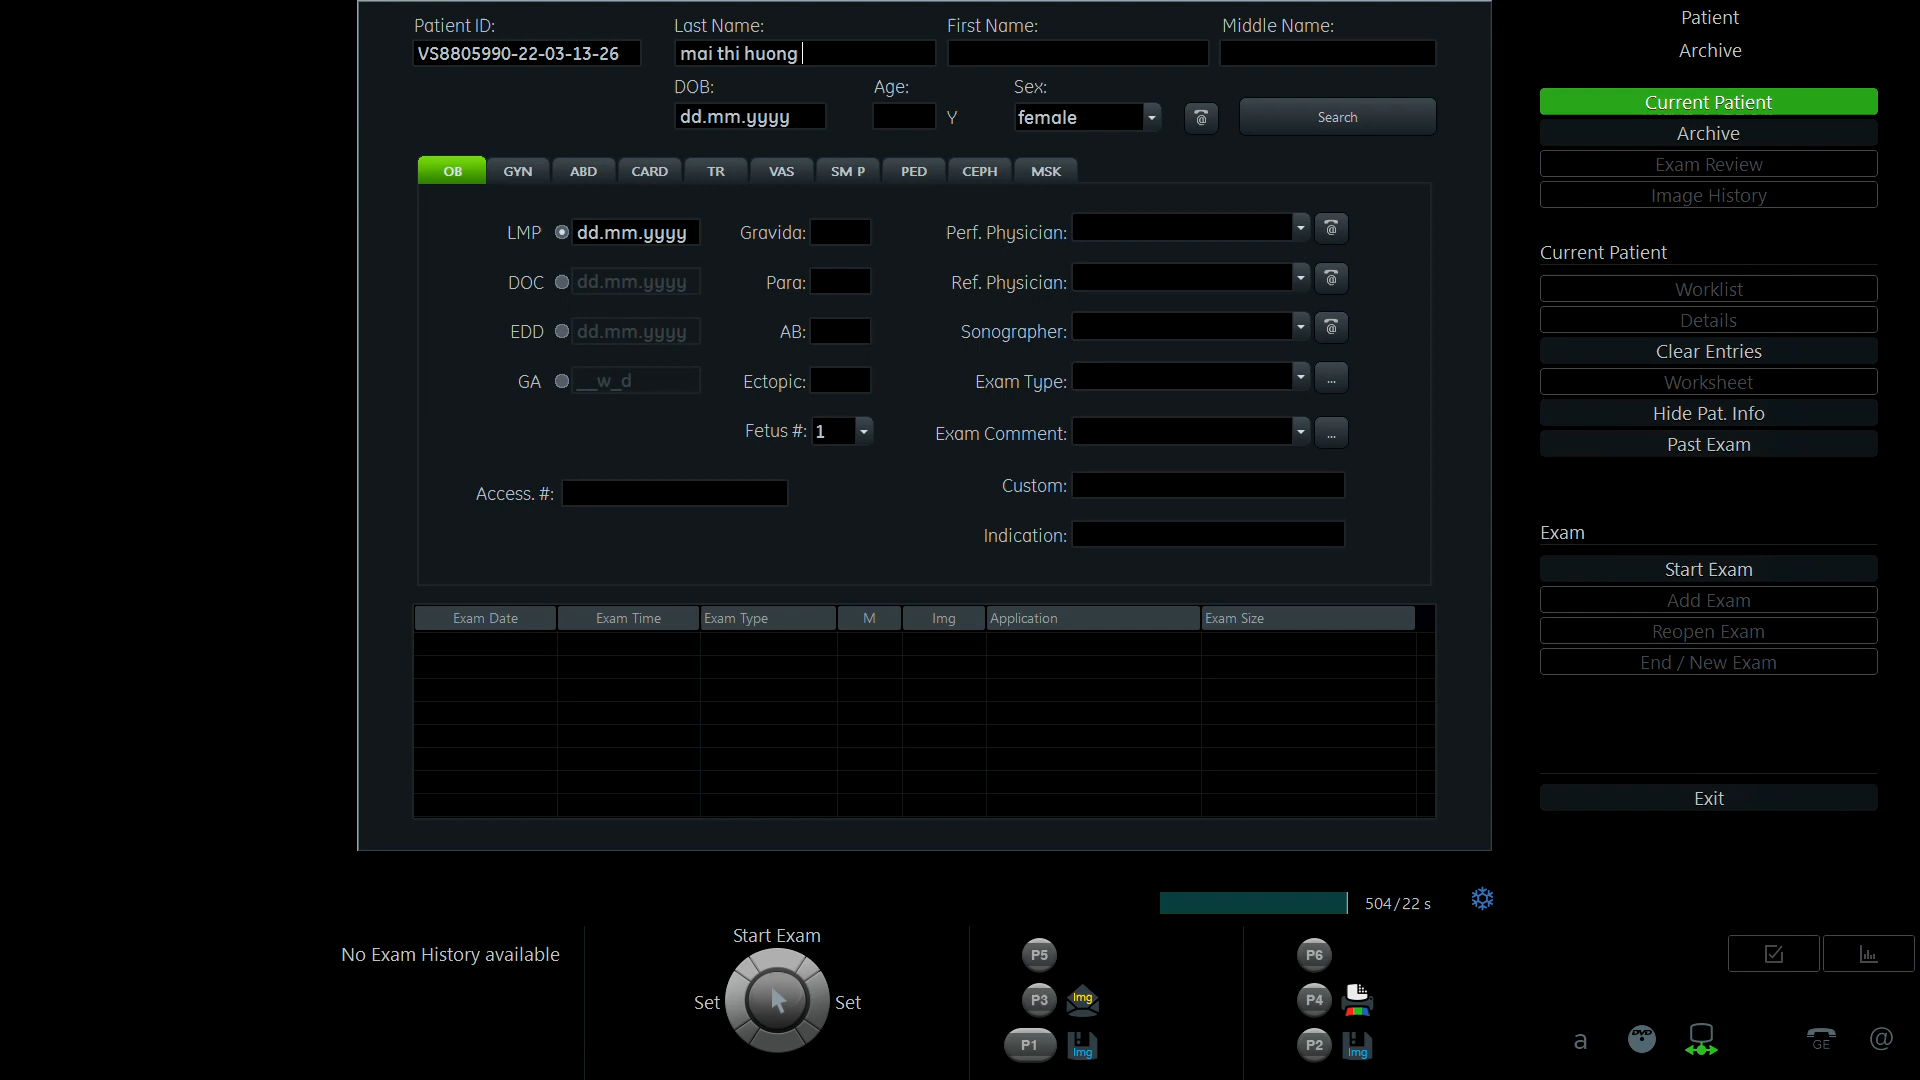 Patient ID: Last Name: First Name: Middle Name:
VS8805990-22-03-13-26 mai thi huong
DOB: Age: Sex:
dd.mm.yyyy Y female @ Search
OB GYN ABD CARD TR VAS SM P PED CEPH MSK
LMP dd.mm.yyyy Gravida: Perf. Physician: @
DOC dd.mm.yyyy Para: Ref. Physician: @
EDD dd.mm.yyyy AB: Sonographer: @
GA __w_d Ectopic: Exam Type: ...
Fetus #: 1 Exam Comment: ...
Access. #: Custom:
Indication:
Exam Date Exam Time Exam Type M Img Application Exam Size
Patient
Archive
Current Patient
Archive
Exam Review
Image History
Current Patient
Worklist
Details
Clear Entries
Worksheet
Hide Pat. Info
Past Exam
Exam
Start Exam
Add Exam
Reopen Exam
End / New Exam
Exit
504/22 s
No Exam History available
Start Exam
Set Set
P5 P6
P3 Img P4
P1 Img P2 Img
a DVD GE @